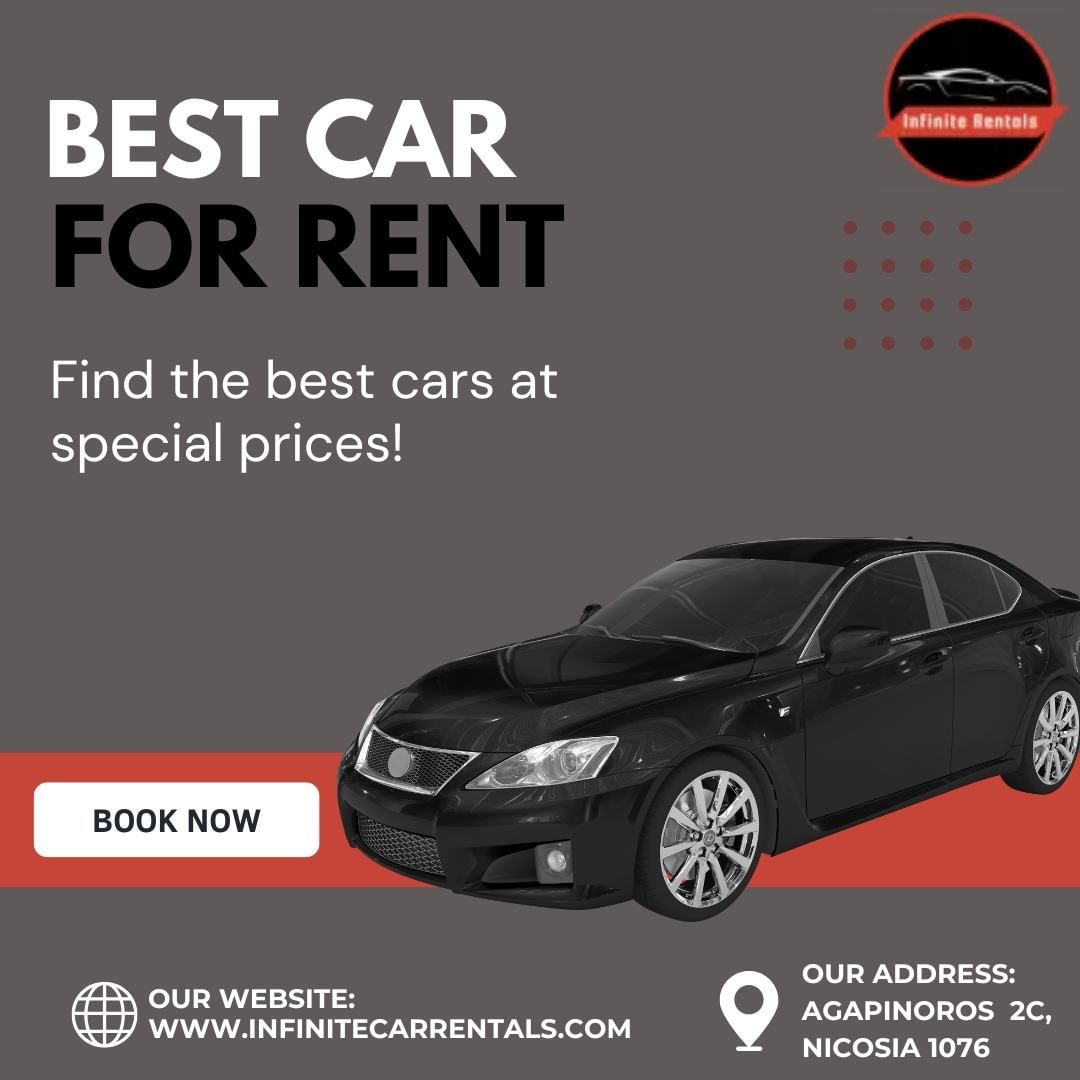 Infinite Rentals
BEST CAR
FOR RENT
Find the best cars at
special prices!
BOOK NOW
OUR WEBSITE:
WWW.INFINITECARRENTALS.COM
OUR ADDRESS:
AGAPINOROS 2C,
NICOSIA 1076